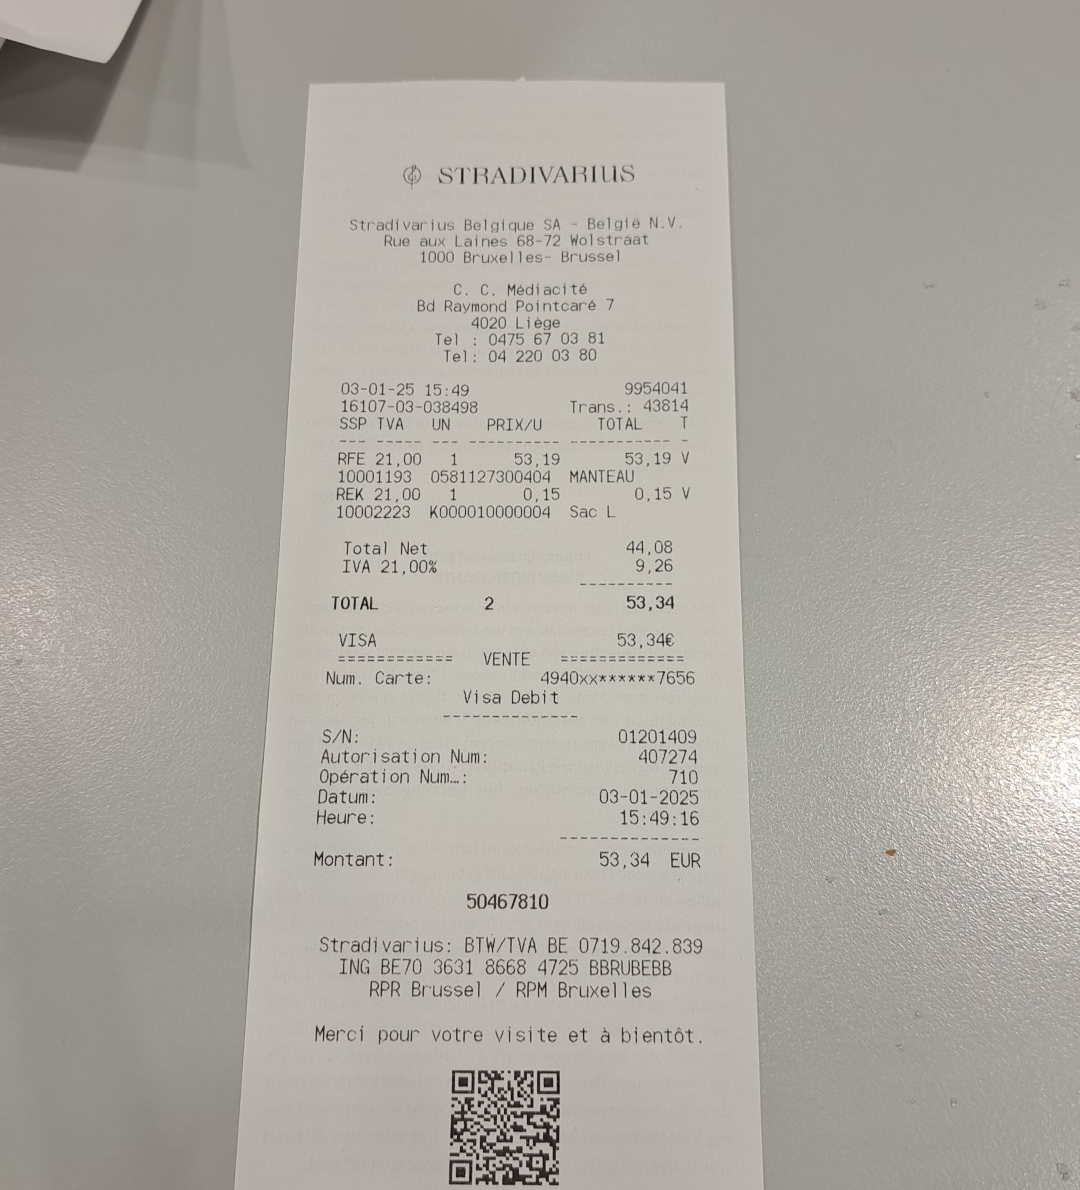 STRADIVARIUS
Stradivarius Belgique SA - België N.V.
Rue aux Laines 68-72 Wolstraat
1000 Bruxelles- Brussel
C. C. Médiacité
Bd Raymond Pointcaré 7
4020 Liège
Tel : 0475 67 03 81
Tel: 04 220 03 80
03-01-25 15:49 9954041
16107-03-038498 Trans.: 43814
SSP TVA UN PRIX/U TOTAL T
--- ----- --- ---------- ----------- -
RFE 21,00 1 53,19 53,19 V
10001193 0581127300404 MANTEAU
REK 21,00 1 0,15 0,15 V
10002223 K000010000004 Sac L
Total Net 44,08
IVA 21,00% 9,26
----------
TOTAL 2 53,34
VISA 53,34€
============ VENTE =============
Num. Carte: 4940xx******7656
Visa Debit
--------------
S/N: 01201409
Autorisation Num: 407274
Opération Num…: 710
Datum: 03-01-2025
Heure: 15:49:16
--------------
Montant: 53,34 EUR
50467810
Stradivarius: BTW/TVA BE 0719.842.839
ING BE70 3631 8668 4725 BBRUBEBB
RPR Brussel / RPM Bruxelles
Merci pour votre visite et à bientôt.